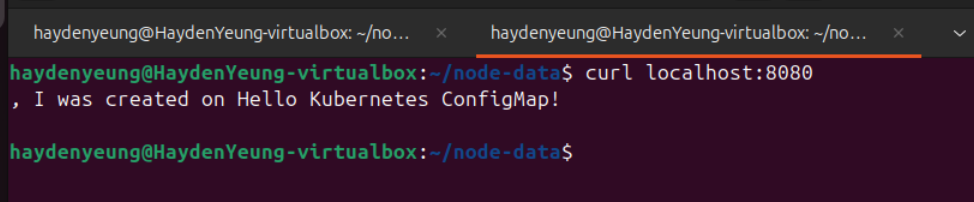 haydenyeung@HaydenYeung-virtualbox: ~/no...
haydenyeung@HaydenYeung-virtualbox: ~/no...
haydenyeung@HaydenYeung-virtualbox:~/node-data$ curl localhost:8080
, I was created on Hello Kubernetes ConfigMap!
haydenyeung@HaydenYeung-virtualbox:~/node-data$